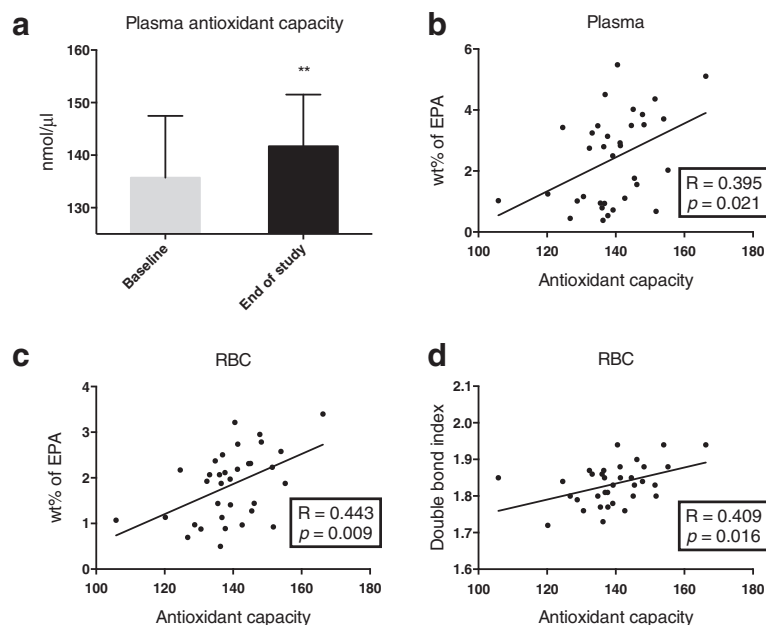 a
Plasma antioxidant capacity
160
150
140
130
nmol/µl
**
Baseline
End of study
b
Plasma
6
4
2
0
wt% of EPA
R = 0.395
p = 0.021
100 120 140 160 180
Antioxidant capacity
c
RBC
4
3
2
1
0
wt% of EPA
R = 0.443
p = 0.009
100 120 140 160 180
Antioxidant capacity
d
RBC
2.1
2.0
1.9
1.8
1.7
1.6
Double bond index
R = 0.409
p = 0.016
100 120 140 160 180
Antioxidant capacity